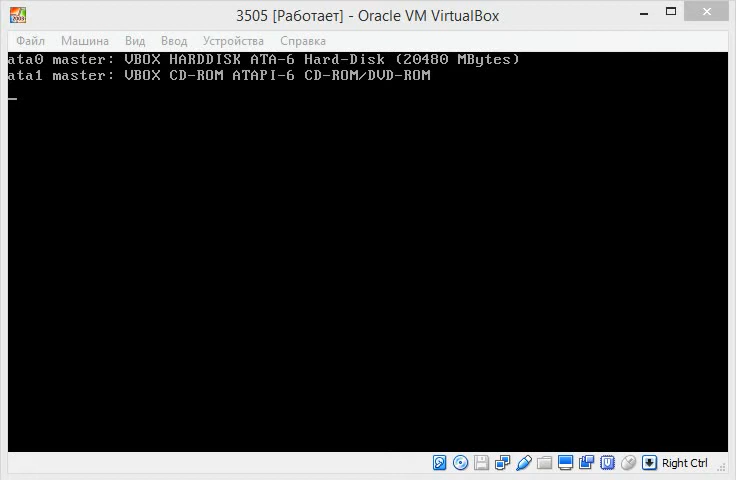 3505 [Работает] - Oracle VM VirtualBox
Файл Машина Вид Ввод Устройства Справка
ata0 master: VBOX HARDDISK ATA-6 Hard-Disk (20480 MBytes)
ata1 master: VBOX CD-ROM ATAPI-6 CD-ROM/DVD-ROM
Right Ctrl